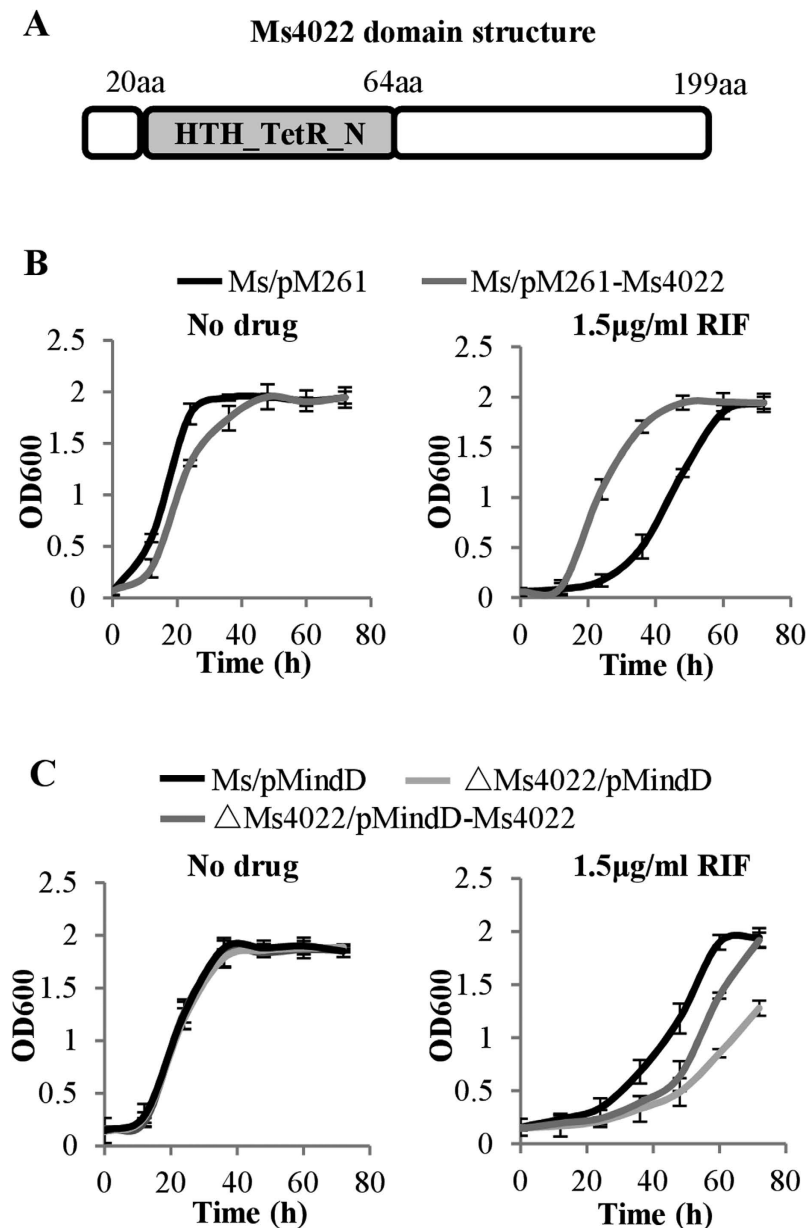 A
Ms4022 domain structure
20aa 64aa 199aa
HTH_TetR_N
B
Ms/pM261 Ms/pM261-Ms4022
No drug 1.5μg/ml RIF
2.5 2.5
2 2
1.5 1.5
1 1
0.5 0.5
0 0
OD600 OD600
0 20 40 60 80 0 20 40 60 80
Time (h) Time (h)
C
Ms/pMindD △Ms4022/pMindD
△Ms4022/pMindD-Ms4022
No drug 1.5μg/ml RIF
2.5 2.5
2 2
1.5 1.5
1 1
0.5 0.5
0 0
OD600 OD600
0 20 40 60 80 0 20 40 60 80
Time (h) Time (h)